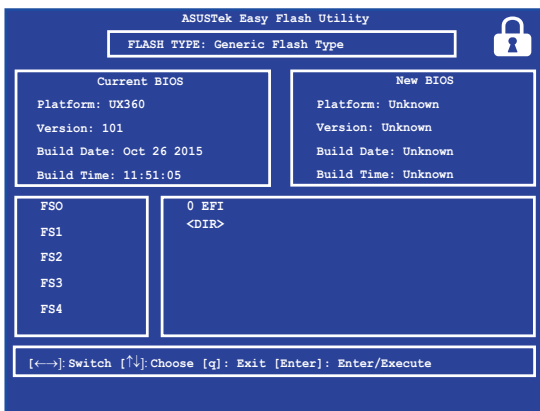 ASUSTek Easy Flash Utility
FLASH TYPE: Generic Flash Type
Current BIOS
Platform: UX360
Version: 101
Build Date: Oct 26 2015
Build Time: 11:51:05
New BIOS
Platform: Unknown
Version: Unknown
Build Date: Unknown
Build Time: Unknown
FSO
FS1
FS2
FS3
FS4
0 EFI
<DIR>
[←→]: Switch [↑↓]: Choose [q]: Exit [Enter]: Enter/Execute